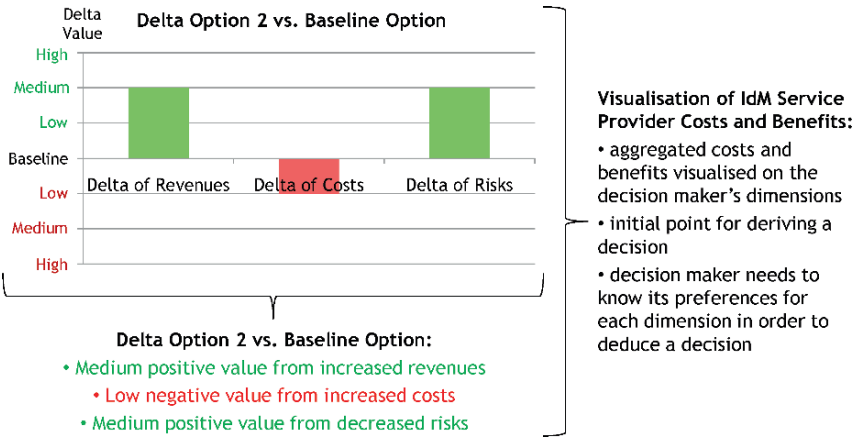 Delta
Value
Delta Option 2 vs. Baseline Option
High
Medium
Low
Baseline
Low
Medium
High
Delta of Revenues
Delta of Costs
Delta of Risks
Delta Option 2 vs. Baseline Option:
• Medium positive value from increased revenues
• Low negative value from increased costs
• Medium positive value from decreased risks
Visualisation of IdM Service
Provider Costs and Benefits:
• aggregated costs and
benefits visualised on the
decision maker's dimensions
• initial point for deriving a
decision
• decision maker needs to
know its preferences for
each dimension in order to
deduce a decision